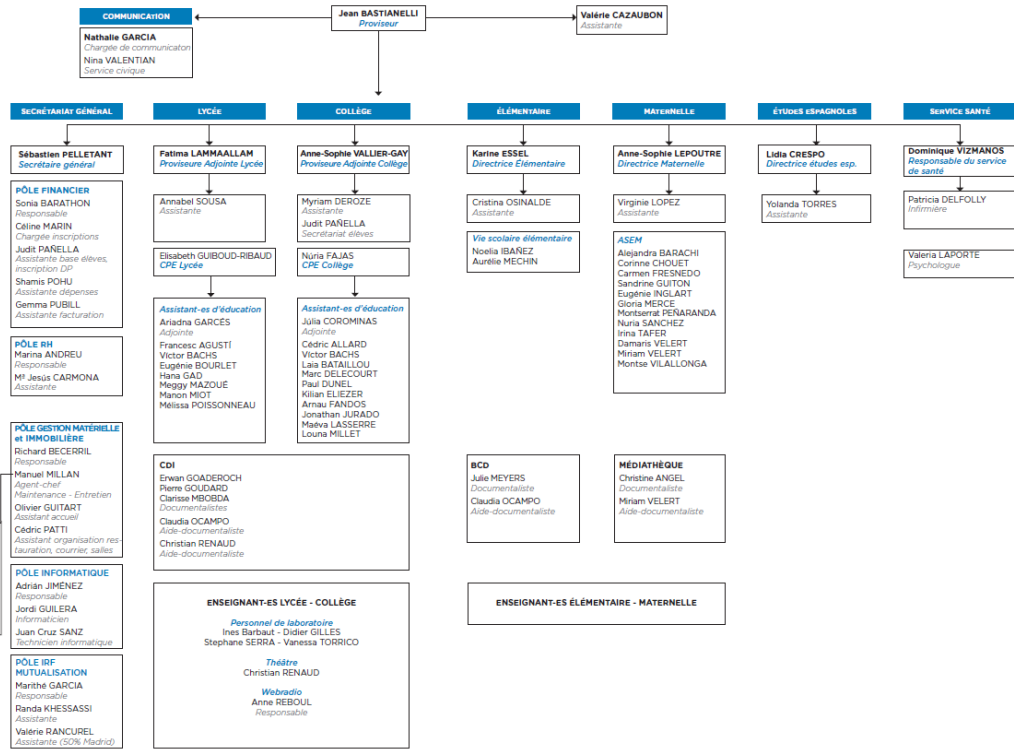 COMMUNICATION
Nathalie GARCIA
Chargée de communicaton
Nina VALENTIAN
Service civique
Jean BASTIANELLI
Proviseur
Valérie CAZAUBON
Assistante
SECRÉTARIAT GÉNÉRAL
Sébastien PELLETANT
Secrétaire général
PÔLE FINANCIER
Sonia BARATHON
Responsable
Céline MARIN
Chargée inscriptions
Judit PAÑELLA
Assistante base élèves,
inscription DP
Shamis POHU
Assistante dépenses
Gemma PUBILL
Assistante facturation
PÔLE RH
Marina ANDREU
Responsable
Mª Jesús CARMONA
Assistante
PÔLE GESTION MATÉRIELLE
et IMMOBILIÈRE
Richard BECERRIL
Responsable
Manuel MILLAN
Agent-chef
Maintenance - Entretien
Olivier GUITART
Assistant accueil
Cédric PATTI
Assistant organisation res-
tauration, courrier, salles
PÔLE INFORMATIQUE
Adrián JIMÉNEZ
Responsable
Jordi GUILERA
Informaticien
Juan Cruz SANZ
Technicien informatique
PÔLE IRF
MUTUALISATION
Marithé GARCIA
Responsable
Randa KHESSASSI
Assistante
Valérie RANCUREL
Assistante (50% Madrid)
LYCÉE
Fatima LAMMAALLAM
Proviseure Adjointe Lycée
Annabel SOUSA
Assistante
Elisabeth GUIBOUD-RIBAUD
CPE Lycée
Assistant-es d'éducation
Ariadna GARCÉS
Adjointe
Francesc AGUSTÍ
Víctor BACHS
Eugénie BOURLET
Hana GAD
Meggy MAZOUÉ
Manon MIOT
Mélissa POISSONNEAU
COLLÈGE
Anne-Sophie VALLIER-GAY
Proviseure Adjointe Collège
Myriam DEROZE
Assistante
Judit PAÑELLA
Secrétariat élèves
Núria FAJAS
CPE Collège
Assistant-es d'éducation
Júlia COROMINAS
Adjointe
Cédric ALLARD
Víctor BACHS
Laia BATAILLOU
Marc DELECOURT
Paul DUNEL
Kilian ELIEZER
Arnau FANDOS
Jonathan JURADO
Maéva LASSERRE
Louna MILLET
CDI
Erwan GOADEROCH
Pierre GOUDARD
Clarisse MBOBDA
Documentalistes
Claudia OCAMPO
Aide-documentaliste
Christian RENAUD
Aide-documentaliste
ENSEIGNANT-ES LYCÉE - COLLÈGE
Personnel de laboratoire
Ines Barbaut - Didier GILLES
Stephane SERRA - Vanessa TORRICO
Théâtre
Christian RENAUD
Webradio
Anne REBOUL
Responsable
ÉLÉMENTAIRE
Karine ESSEL
Directrice Élémentaire
Cristina OSINALDE
Assistante
Vie scolaire élémentaire
Noelia IBAÑEZ
Aurélie MECHIN
BCD
Julie MEYERS
Documentaliste
Claudia OCAMPO
Aide-documentaliste
MATERNELLE
Anne-Sophie LEPOUTRE
Directrice Maternelle
Virginie LOPEZ
Assistante
ASEM
Alejandra BARACHI
Corinne CHOUET
Carmen FRESNEDO
Sandrine GUITON
Eugénie INGLART
Gloria MERCE
Montserrat PEÑARANDA
Nuria SANCHEZ
Irina TAFER
Damaris VELERT
Miriam VELERT
Montse VILALLONGA
MÉDIATHÈQUE
Christine ANGEL
Documentaliste
Miriam VELERT
Aide-documentaliste
ENSEIGNANT-ES ÉLÉMENTAIRE - MATERNELLE
ÉTUDES ESPAGNOLES
Lidia CRESPO
Directrice études esp.
Yolanda TORRES
Assistante
SERVICE SANTÉ
Dominique VIZMANOS
Responsable du service
de santé
Patricia DELFOLLY
Infirmière
Valeria LAPORTE
Psychologue